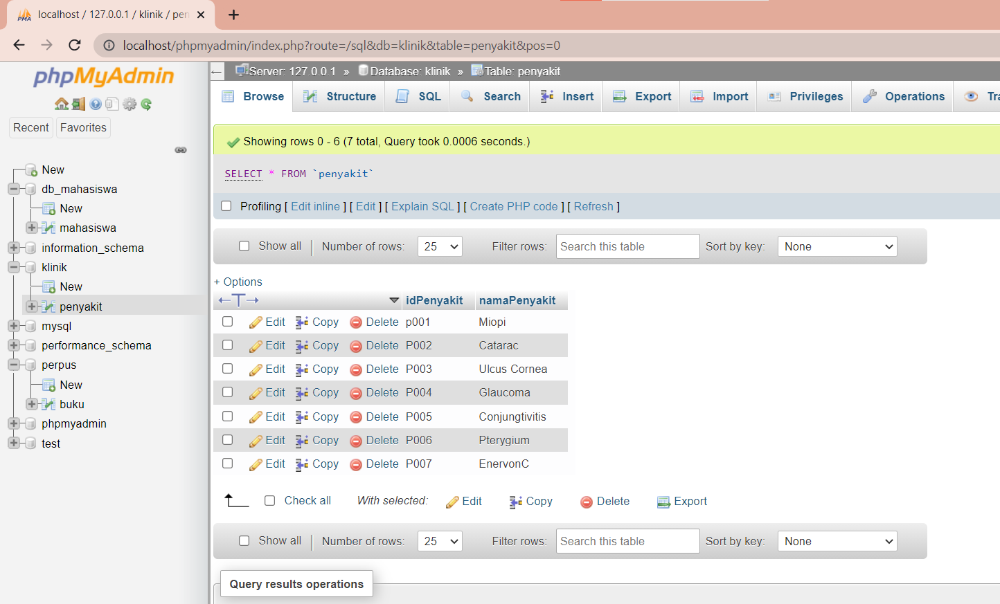 localhost / 127.0.0.1 / klinik / pen
localhost/phpmyadmin/index.php?route=/sql&db=klinik&table=penyakit&pos=0
phpMyAdmin
Recent
Favorites
New
db_mahasiswa
New
mahasiswa
information_schema
klinik
New
penyakit
mysql
performance_schema
perpus
New
buku
phpmyadmin
test
Server: 127.0.0.1 » Database: klinik » Table: penyakit
Browse Structure SQL Search Insert Export Import Privileges Operations Tra
Showing rows 0 - 6 (7 total, Query took 0.0006 seconds.)
SELECT * FROM `penyakit`
Profiling [ Edit inline ] [ Edit ] [ Explain SQL ] [ Create PHP code ] [ Refresh ]
Show all | Number of rows: 25 Filter rows: Search this table Sort by key: None
+ Options
idPenyakit namaPenyakit
Edit Copy Delete p001 Miopi
Edit Copy Delete P002 Catarac
Edit Copy Delete P003 Ulcus Cornea
Edit Copy Delete P004 Glaucoma
Edit Copy Delete P005 Conjungtivitis
Edit Copy Delete P006 Pterygium
Edit Copy Delete P007 EnervonC
Check all With selected: Edit Copy Delete Export
Show all | Number of rows: 25 Filter rows: Search this table Sort by key: None
Query results operations